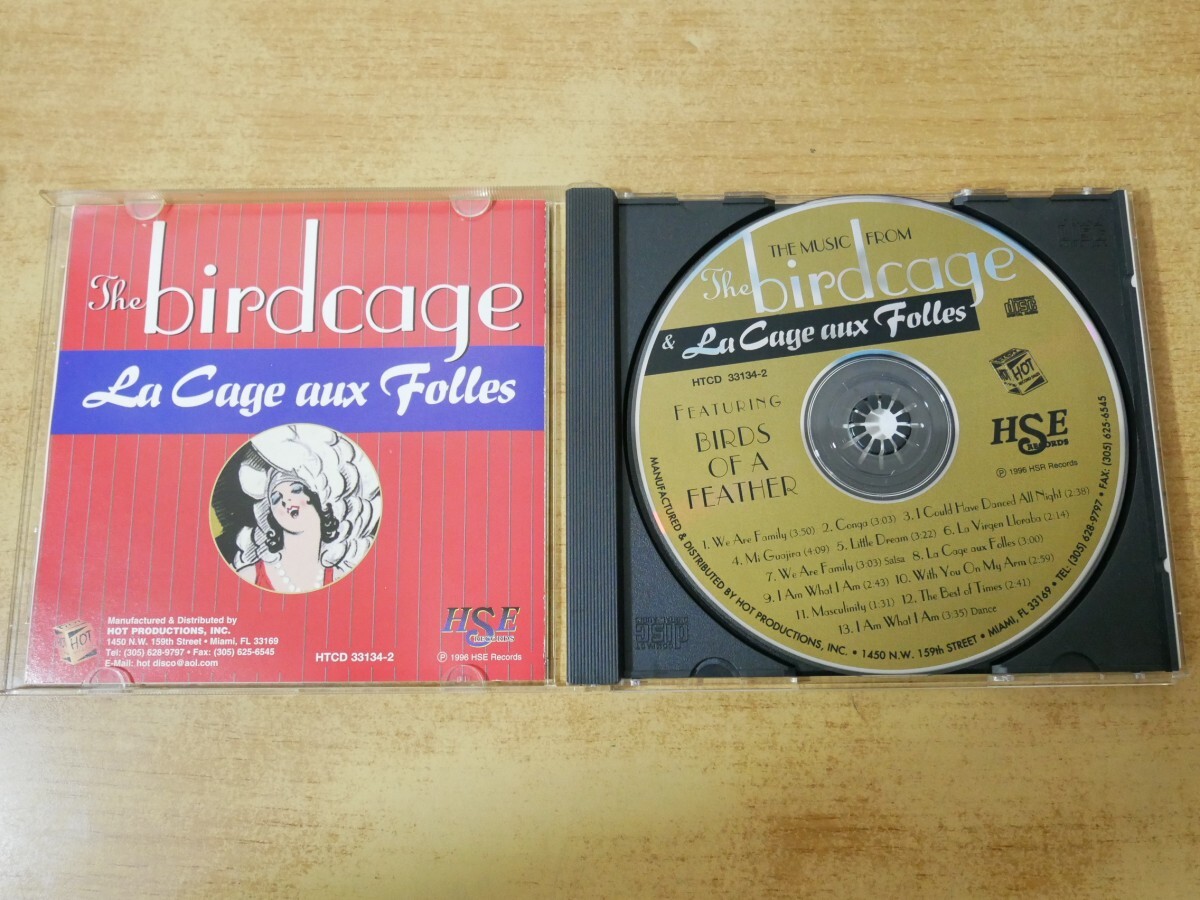 The birdcage
La Cage aux Folles
Manufactured & Distributed by
HOT PRODUCTIONS, INC.
1450 N.W. 159th Street • Miami, FL 33169
Tel: (305) 628-9797 • Fax: (305) 625-6545
E-Mail: hot disco@aol.com
HOT
HTCD 33134-2
HSE
RECORDS
℗ 1996 HSE Records
THE MUSIC FROM
The birdcage
& La Cage aux Folles
HTCD 33134-2
FEATURING
BIRDS
OF A
FEATHER
HOT
HSE
RECORDS
℗ 1996 HSR Records
1. We Are Family (3:50) 2. Conga (3:03) 3. I Could Have Danced All Night (2:38)
4. Mi Guajira (4:09) 5. Little Dream (3:22) 6. La Virgen Lloraba (2:14)
7. We Are Family (3:03) Salsa 8. La Cage aux Folles (3:00)
9. I Am What I Am (2:43) 10. With You On My Arm (2:59)
11. Masculinity (1:31) 12. The Best of Times (2:41)
13. I Am What I Am (3:35) Dance
MANUFACTURED & DISTRIBUTED BY HOT PRODUCTIONS, INC. • 1450 N.W. 159th STREET • MIAMI, FL 33169 • TEL: (305) 628-9797 • FAX: (305) 625-6545